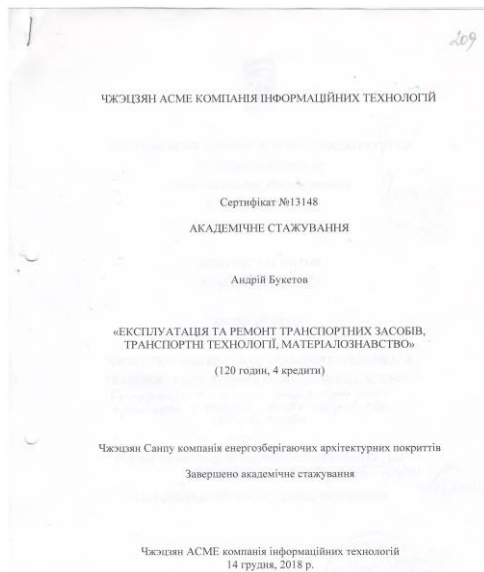 209
ЧЖЭЦЗЯН АСМЕ КОМПАНІЯ ІНФОРМАЦІЙНИХ ТЕХНОЛОГІЙ
Сертифікат №13148
АКАДЕМІЧНЕ СТАЖУВАННЯ
Андрій Букетов
«ЕКСПЛУАТАЦІЯ ТА РЕМОНТ ТРАНСПОРТНИХ ЗАСОБІВ,
ТРАНСПОРТНІ ТЕХНОЛОГІЇ, МАТЕРІАЛОЗНАВСТВО»
(120 годин, 4 кредити)
Чжэцзян Санпу компанія енергозберігаючих архітектурних покриттів
Завершено академічне стажування
Чжэцзян АСМЕ компанія інформаційних технологій
14 грудня, 2018 р.